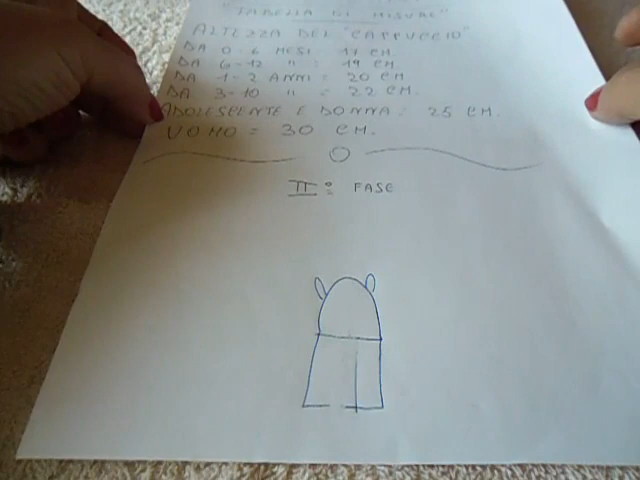 "TABELLA DI MISURE"
ALTEZZA DEL "CAPPUCCIO"
DA 0-6 MESI: 17 CM.
DA 6-12 " : 19 CM
DA 1-2 ANNI = 20 CM
DA 3-10 " = 22 CM.
ADOLESCENTE E DONNA: 25 CM.
UOMO = 30 CM.
II°: FASE